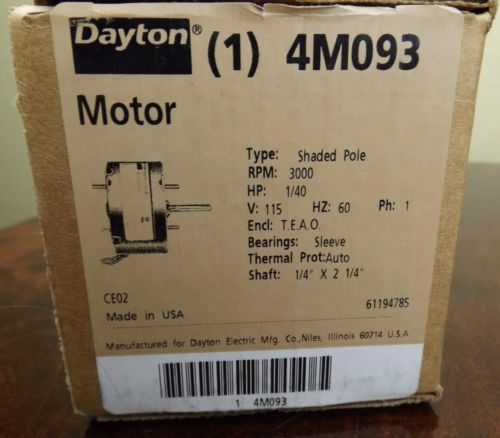 Dayton® (1) 4M093
Motor
Type: Shaded Pole
RPM: 3000
HP: 1/40
V: 115 HZ: 60 Ph: 1
Encl: T.E.A.O.
Bearings: Sleeve
Thermal Prot:Auto
Shaft: 1/4" X 2 1/4"
CE02
Made in USA 61194785
Manufactured for Dayton Electric Mfg. Co.,Niles, Illinois 60714 U.S.A.
1 4M093